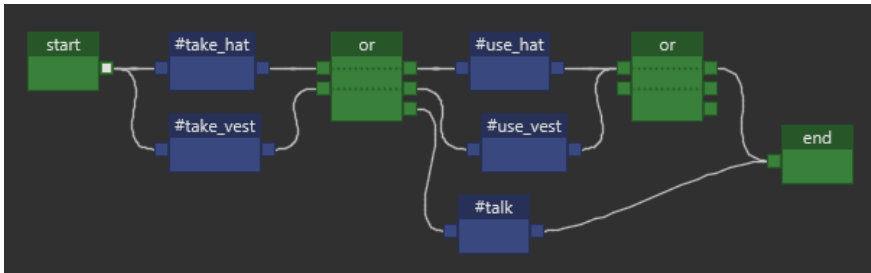 start
#take_hat
or
#use_hat
or
#take_vest
#use_vest
end
#talk